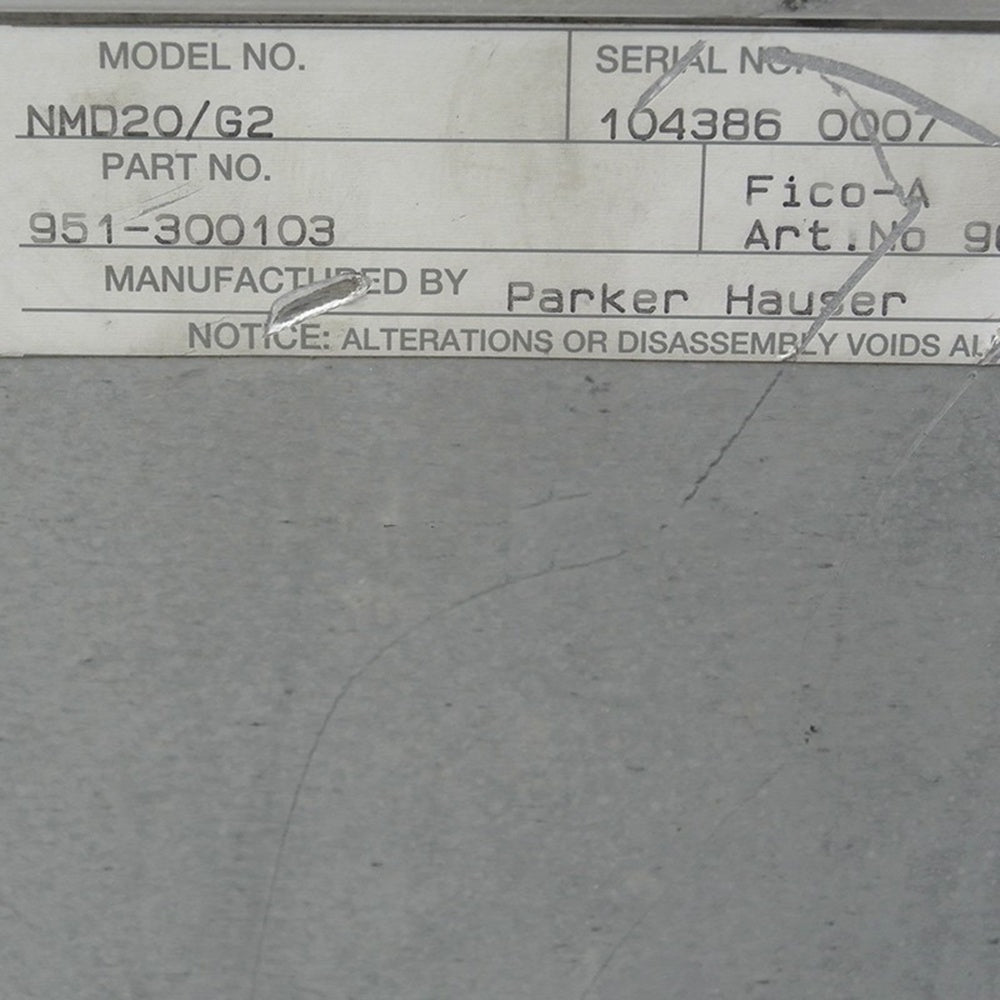 MODEL NO.
SERIAL NO.
NMD20/G2
104386 0007
PART NO.
Fico-A
951-300103
Art.No
MANUFACTURED BY Parker Hauser
NOTICE: ALTERATIONS OR DISASSEMBLY VOIDS